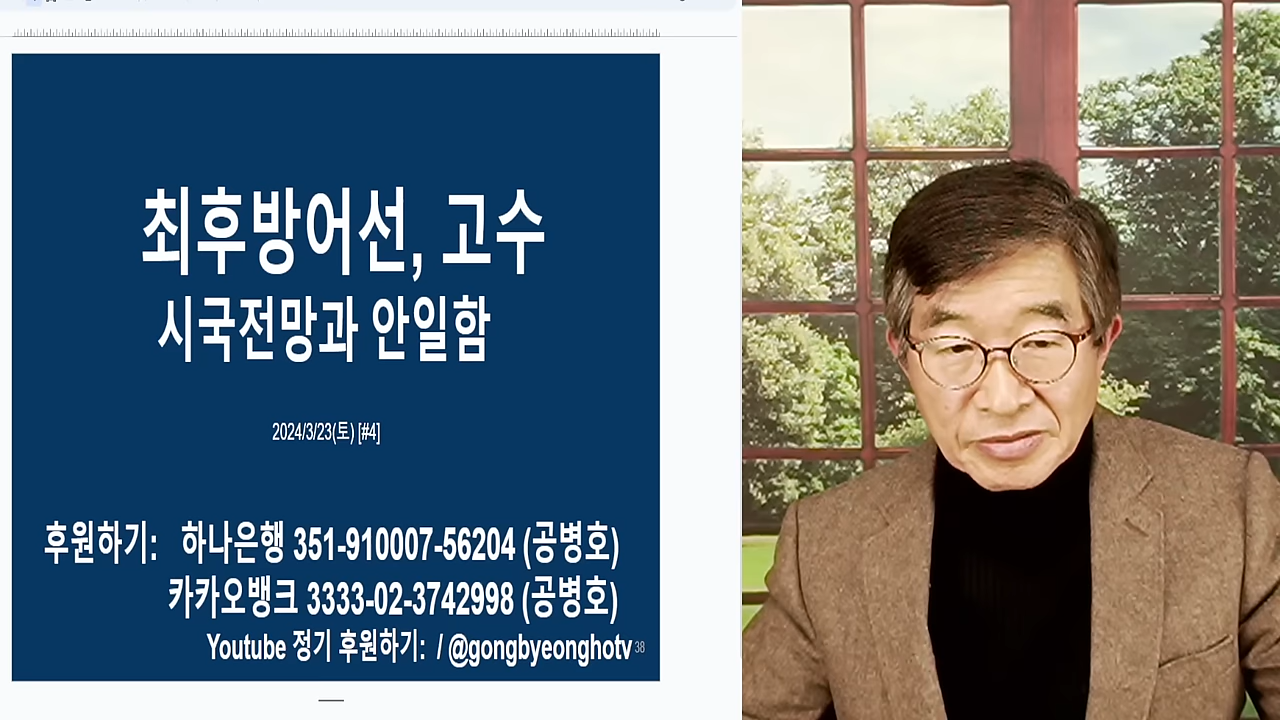 최후방어선, 고수
시국전망과 안일함
2024/3/23(토) [#4]
후원하기: 하나은행 351-910007-56204 (공병호)
카카오뱅크 3333-02-3742998 (공병호)
Youtube 정기 후원하기: / @gongbyeonghotv
38